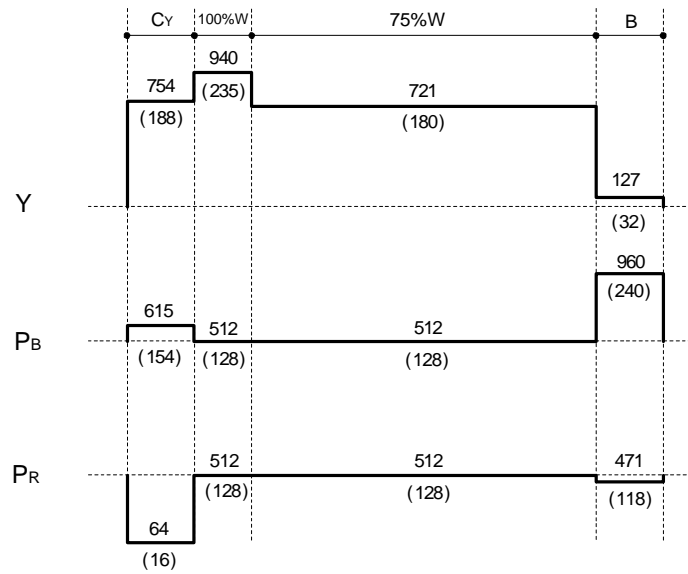 CY 100%W 75%W B
940
754 (235) 721
(188) (180)
127
Y
(32)
960
615 (240)
512 512
PB
(154) (128) (128)
512 512 471
PR
(128) (128) (118)
64
(16)